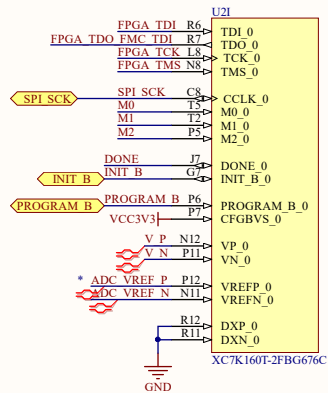 U2I
FPGA_TDI R6 TDI_0
FPGA_TDO_FMC_TDI R7 TDO_0
FPGA_TCK L8 TCK_0
FPGA_TMS N8 TMS_0
SPI_SCK SPI_SCK C8 CCLK_0
M0 T5 M0_0
M1 T2 M1_0
M2 P5 M2_0
DONE J7 DONE_0
INIT_B INIT_B G7 INIT_B_0
PROGRAM_B PROGRAM_B P6 PROGRAM_B_0
VCC3V3 P7 CFGBVS_0
V_P N12 VP_0
V_N P11 VN_0
* ADC_VREF_P P12 VREFP_0
ADC_VREF_N N11 VREFN_0
R12 DXP_0
R11 DXN_0
XC7K160T-2FBG676C
GND